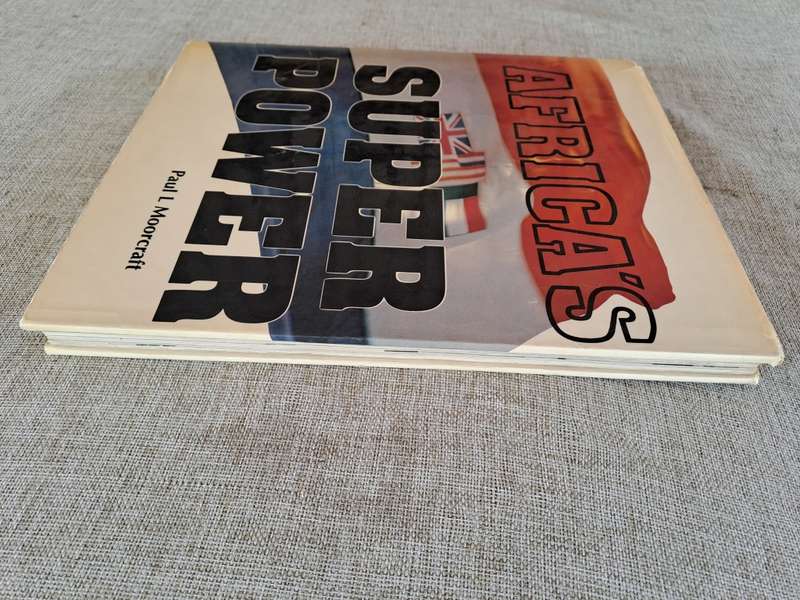 AFRICA'S
SUPER
POWER
Paul L Moorcraft